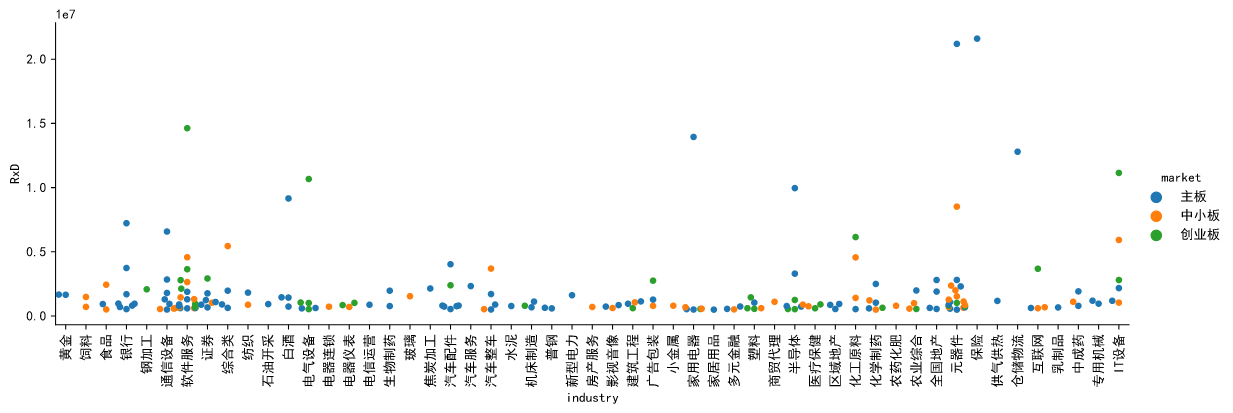 1e7
2.0
1.5
1.0
0.5
0.0
RxD
黄金
饲料
食品
银行
钢加工
通信设备
软件服务
证券
综合类
纺织
石油开采
白酒
电气设备
电器连锁
电器仪表
电信运营
生物制药
玻璃
焦炭加工
汽车配件
汽车服务
汽车整车
水泥
机床制造
普钢
新型电力
房产服务
影视音像
建筑工程
广告包装
小金属
家用电器
家居用品
多元金融
塑料
商贸代理
半导体
医疗保健
区域地产
化工原料
化学制药
农药化肥
农业综合
全国地产
元器件
保险
供气供热
仓储物流
互联网
乳制品
中成药
专用机械
IT设备
industry
market
主板
中小板
创业板